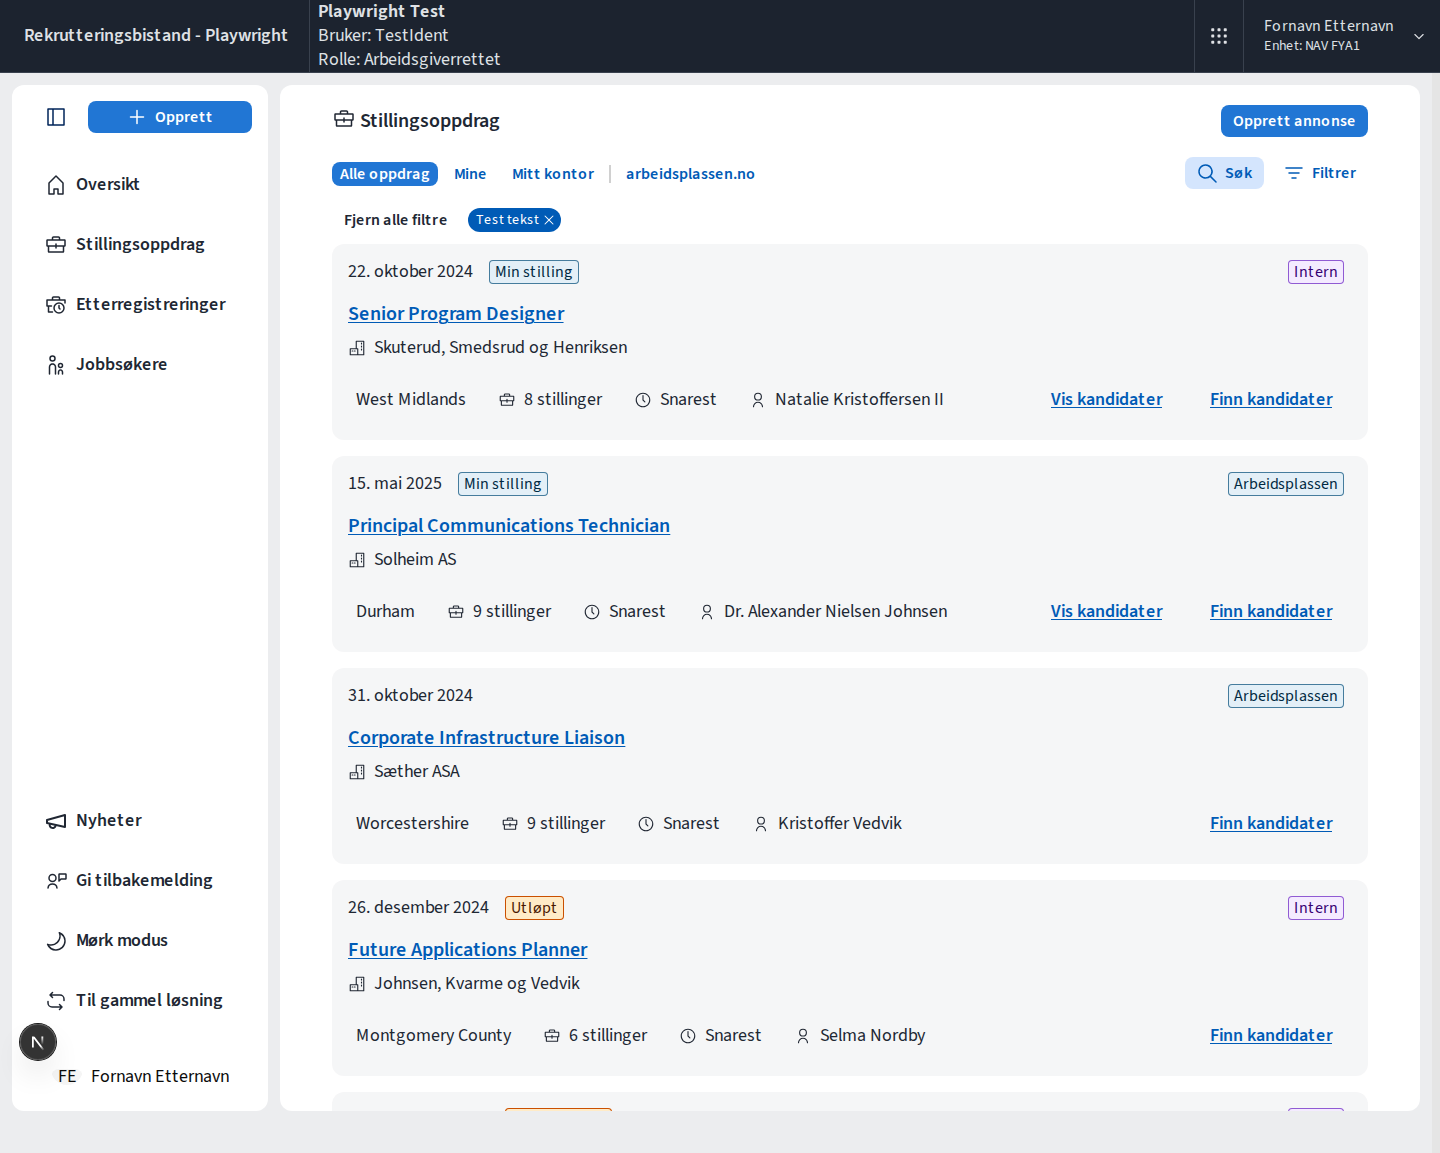 Rekrutteringsbistand - Playwright
Playwright Test
Bruker: TestIdent
Rolle: Arbeidsgiverrettet
Fornavn Etternavn
Enhet: NAV FYA1
Opprett
Oversikt
Stillingsoppdrag
Etterregistreringer
Jobbsøkere
Nyheter
Gi tilbakemelding
Mørk modus
Til gammel løsning
N
FE Fornavn Etternavn
Stillingsoppdrag
Opprett annonse
Alle oppdrag Mine Mitt kontor arbeidsplassen.no
Søk Filtrer
Fjern alle filtre Test tekst
22. oktober 2024 Min stilling Intern
Senior Program Designer
Skuterud, Smedsrud og Henriksen
West Midlands 8 stillinger Snarest Natalie Kristoffersen II Vis kandidater Finn kandidater
15. mai 2025 Min stilling Arbeidsplassen
Principal Communications Technician
Solheim AS
Durham 9 stillinger Snarest Dr. Alexander Nielsen Johnsen Vis kandidater Finn kandidater
31. oktober 2024 Arbeidsplassen
Corporate Infrastructure Liaison
Sæther ASA
Worcestershire 9 stillinger Snarest Kristoffer Vedvik Finn kandidater
26. desember 2024 Utløpt Intern
Future Applications Planner
Johnsen, Kvarme og Vedvik
Montgomery County 6 stillinger Snarest Selma Nordby Finn kandidater